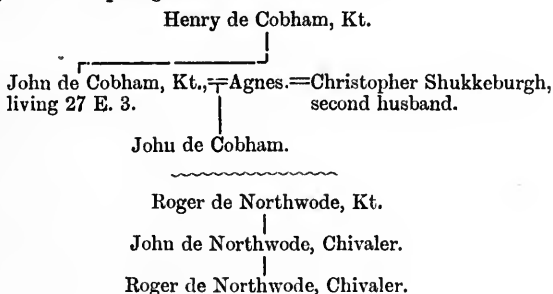 Henry de Cobham, Kt.
John de Cobham, Kt.,=Agnes.=Christopher Shukkeburgh,
living 27 E. 3. second husband.
Johu de Cobham.
Roger de Northwode, Kt.
John de Northwode, Chivaler.
Roger de Northwode, Chivaler.